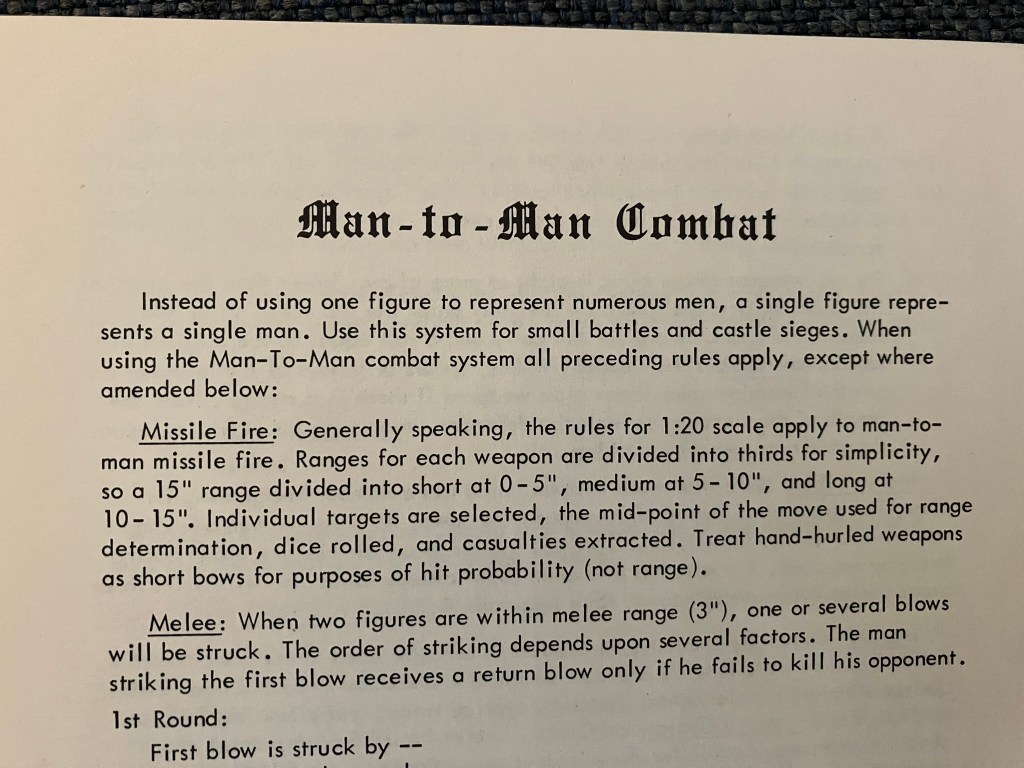 Man-to-Man Combat
Instead of using one figure to represent numerous men, a single figure repre-
sents a single man. Use this system for small battles and castle sieges. When
using the Man-To-Man combat system all preceding rules apply, except where
amended below:
Missile Fire: Generally speaking, the rules for 1:20 scale apply to man-to-
man missile fire. Ranges for each weapon are divided into thirds for simplicity,
so a 15" range divided into short at 0-5", medium at 5-10", and long at
10-15". Individual targets are selected, the mid-point of the move used for range
determination, dice rolled, and casualties extracted. Treat hand-hurled weapons
as short bows for purposes of hit probability (not range).
Melee: When two figures are within melee range (3"), one or several blows
will be struck. The order of striking depends upon several factors. The man
striking the first blow receives a return blow only if he fails to kill his opponent.
1st Round:
First blow is struck by --